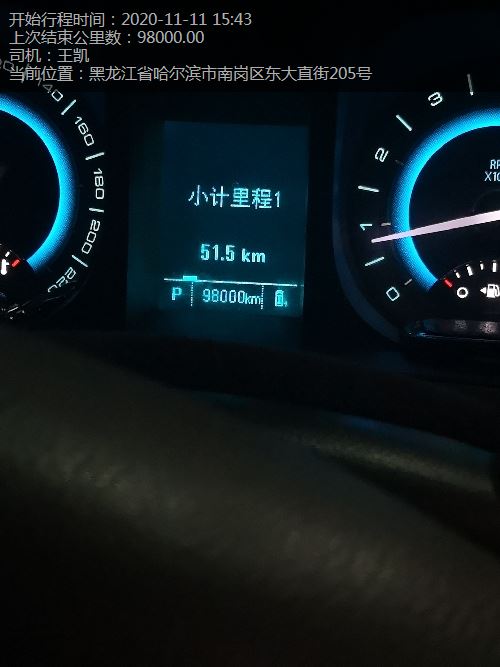 开始行程时间：2020-11-11 15:43
上次结束公里数：98000.00
司机：王凯
当前位置：黑龙江省哈尔滨市南岗区东大直街205号
140
160
180
200
220
小计里程1
51.5 km
P 98000km
3
2
1
0